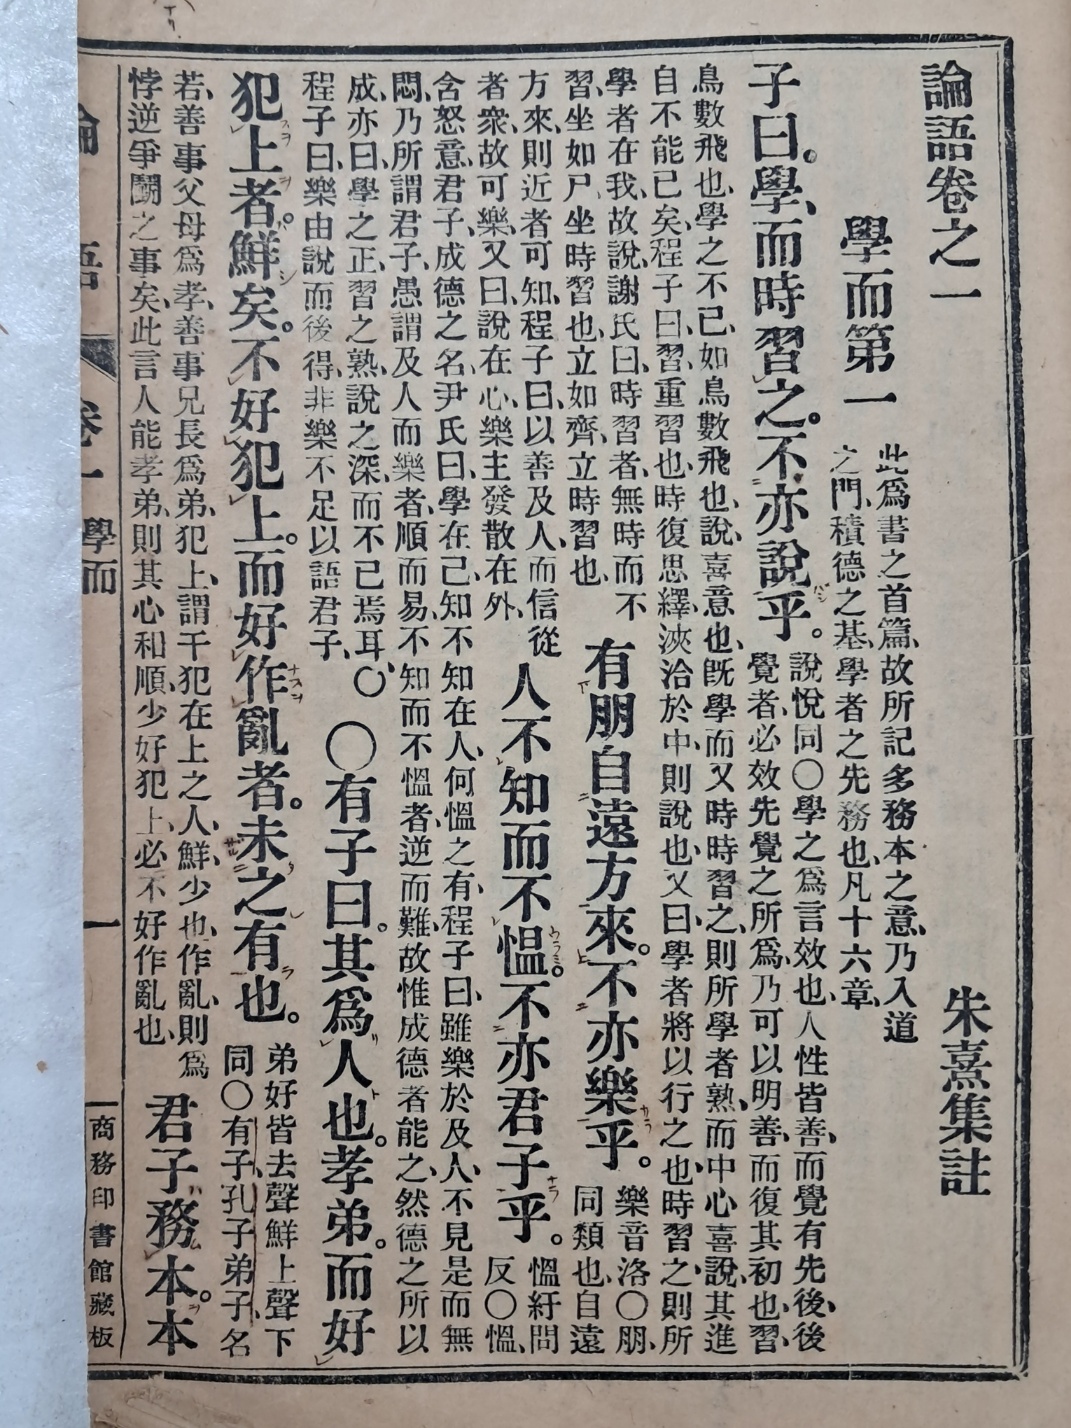 論語卷之一
朱熹集註
學而第一
此爲書之首篇、故所記多務本之意、乃入道
之門積德之基、學者之先務也、凡十六章、
子曰。學而時習之。不亦說乎。
說悅同〇學之爲言效也、人性皆善、而覺有先後、後
覺者、必效先覺之所爲、乃可以明善、而復其初也、習、
鳥數飛也、學之不已、如鳥數飛也、說、喜意也、既學而又時時習之、則所學者熟、而中心喜說、其進
自不能已矣、程子曰、習、重習也、時復思繹、浹洽於中、則說也、又曰、學者將以行之也、時習之、則所
學者在我、故說、謝氏曰、時習者、無時而不
習、坐如尸、坐時習也、立如齊、立時習也
有朋自遠方來。不亦樂乎。
樂音洛〇朋、
同類也、自遠
方來、則近者可知、程子曰、以善及人、而信從
者衆、故可樂、又曰、說在心、樂主發散在外、
人不知而不慍。不亦君子乎。
慍紆問
反〇慍、
含怒意、君子、成德之名、尹氏曰、學在己、知不知在人、何慍之有、程子曰、雖樂於及人、不見是而無
悶、乃所謂君子、愚謂及人而樂者、順而易、不知而不慍者、逆而難、故惟成德者能之、然德之所以
成、亦曰學之正、習之熟、說之深、而不已焉耳、〇
程子曰、樂由說而後得、非樂不足以語君子、
〇有子曰。其爲人也。孝弟。而好
犯上者。鮮矣。不好犯上。而好作亂者。未之有也。
弟好皆去聲鮮上聲下
同〇有子、孔子弟子、名
若、善事父母爲孝、善事兄長爲弟、犯上、謂干犯在上之人、鮮、少也、作亂、則爲
悖逆爭鬭之事矣、此言人能孝弟、則其心和順、少好犯上、必不好作亂也、
君子務本。本
論語 卷一 學而 一 商務印書館藏板